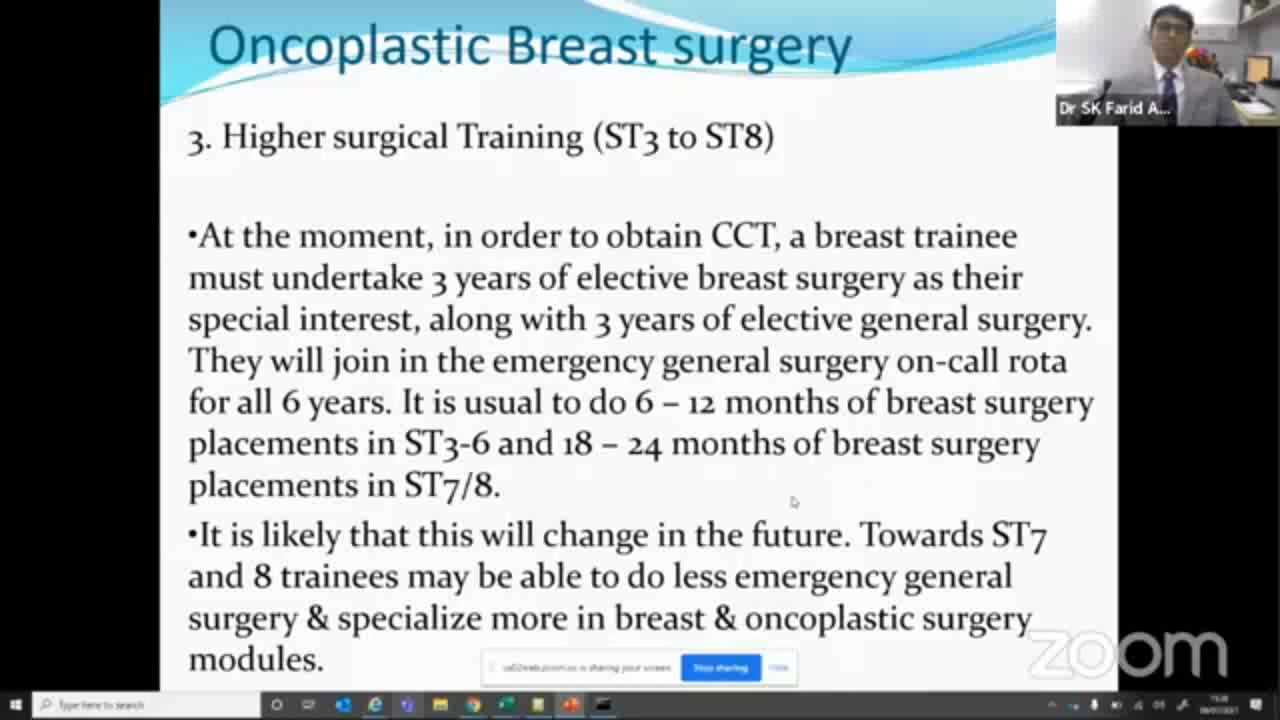 Oncoplastic Breast surgery
Dr SK Farid A...
3. Higher surgical Training (ST3 to ST8)
•At the moment, in order to obtain CCT, a breast trainee
must undertake 3 years of elective breast surgery as their
special interest, along with 3 years of elective general surgery.
They will join in the emergency general surgery on-call rota
for all 6 years. It is usual to do 6 – 12 months of breast surgery
placements in ST3-6 and 18 – 24 months of breast surgery
placements in ST7/8.
•It is likely that this will change in the future. Towards ST7
and 8 trainees may be able to do less emergency general
surgery & specialize more in breast & oncoplastic surgery
modules.
is sharing your screen
Stop sharing
Hide
zoom
Type here to search